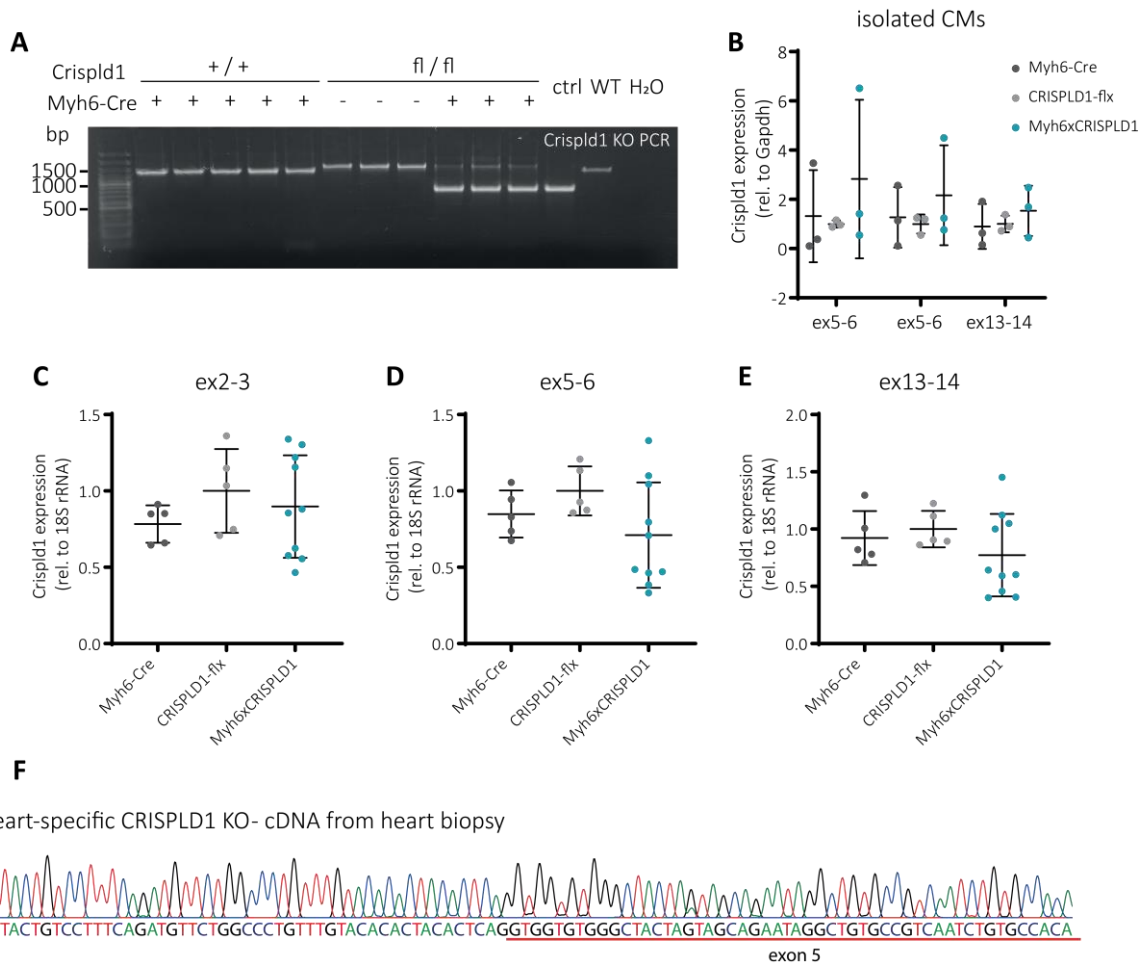 A
Crispld1 +/+ fl/fl
Myh6-Cre + + + + + - - - + + + ctrl WT H₂O
bp
Crispld1 KO PCR
1500
1000
500
B
isolated CMs
Crispld1 expression
(rel. to Gapdh)
8
6
4
2
0
-2
ex5-6 ex5-6 ex13-14
Myh6-Cre
CRISPLD1-flx
Myh6xCRISPLD1
C
ex2-3
Crispld1 expression
(rel. to 18S rRNA)
1.5
1.0
0.5
0.0
Myh6-Cre
CRISPLD1-flx
Myh6xCRISPLD1
D
ex5-6
Crispld1 expression
(rel. to 18S rRNA)
1.5
1.0
0.5
0.0
Myh6-Cre
CRISPLD1-flx
Myh6xCRISPLD1
E
ex13-14
Crispld1 expression
(rel. to 18S rRNA)
2.0
1.5
1.0
0.5
0.0
Myh6-Cre
CRISPLD1-flx
Myh6xCRISPLD1
F
eart-specific CRISPLD1 KO- cDNA from heart biopsy
TACTGTCCTTTCAGATGTTCTGGCCCTGTTTGTACACACTACACTCAGGTGGTGTGGGCTACTAGTAGCAGAATAGGCTGTGCCGTCAATCTGTGCCACA
exon 5